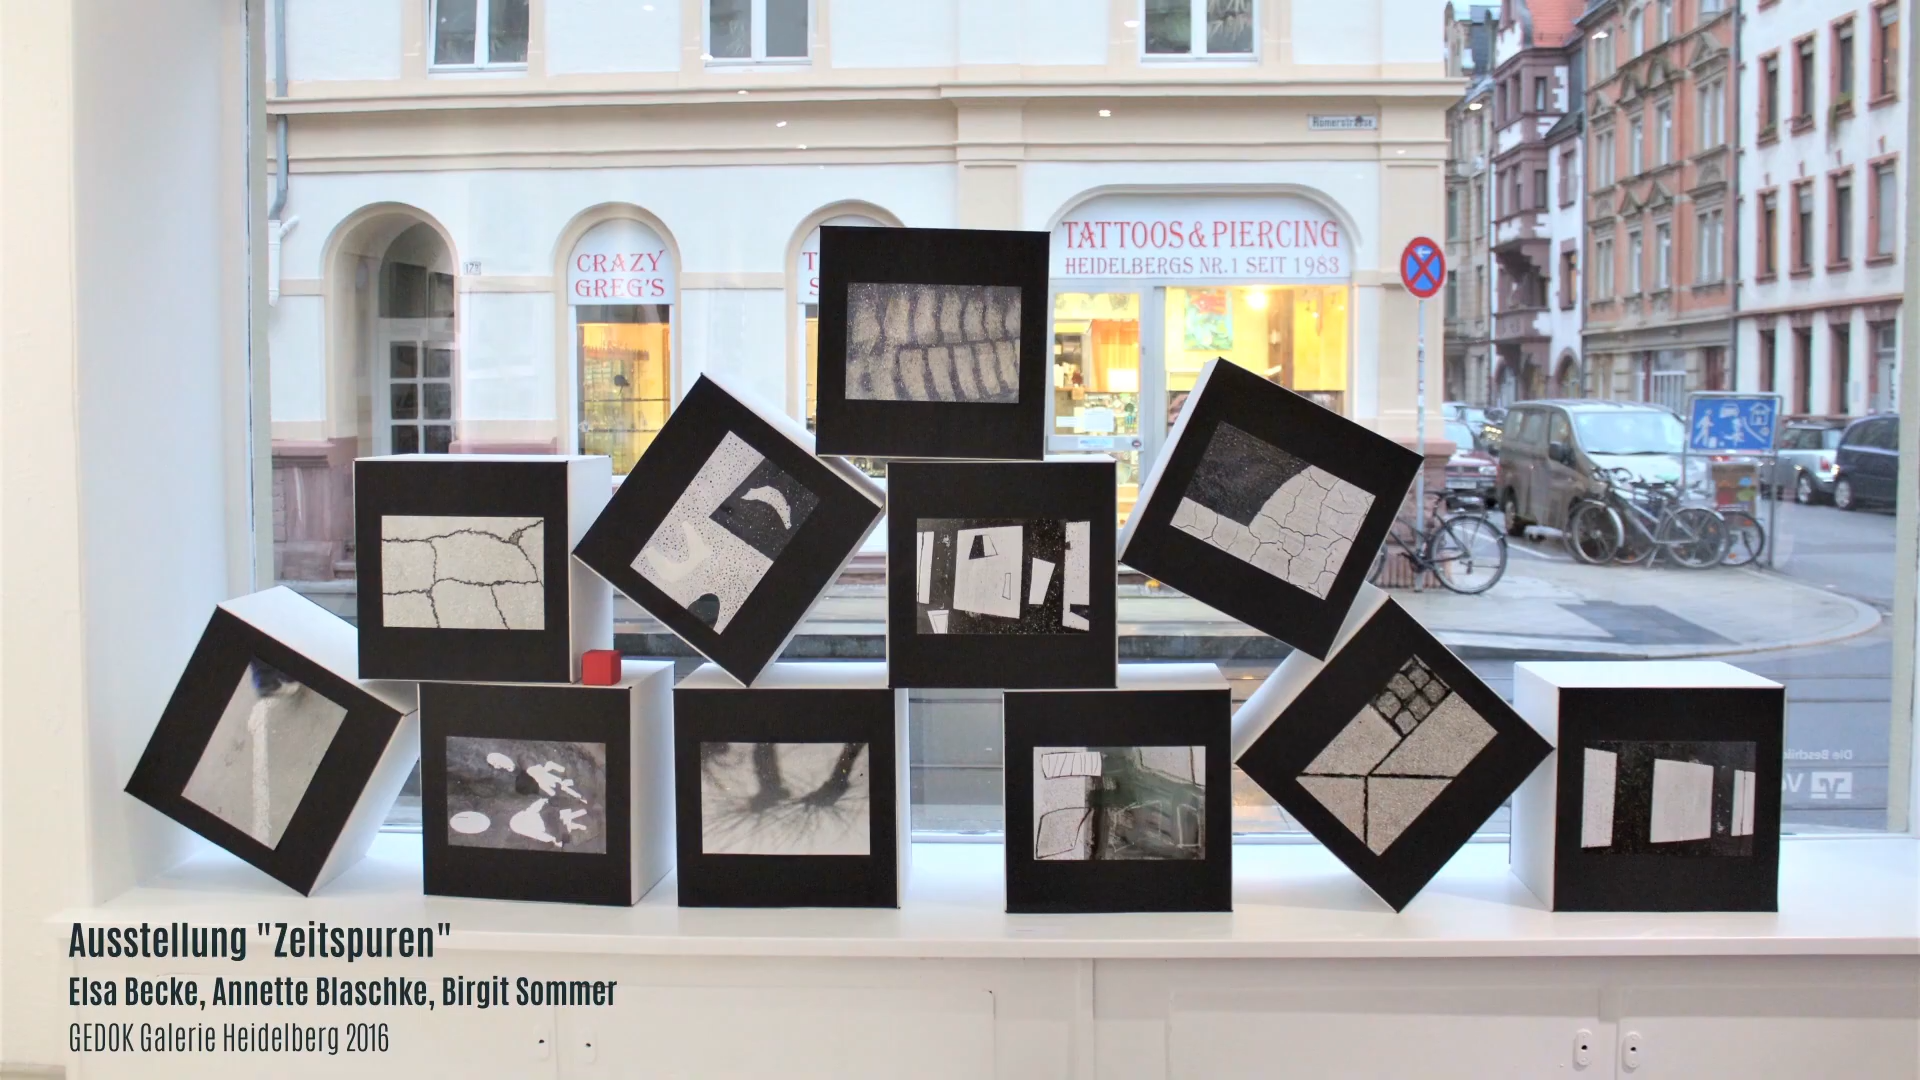 Römerstrasse
CRAZY
GREG'S
TATTOOS & PIERCING
HEIDELBERGS NR.1 SEIT 1983
Ausstellung "Zeitspuren"
Elsa Becke, Annette Blaschke, Birgit Sommer
GEDOK Galerie Heidelberg 2016